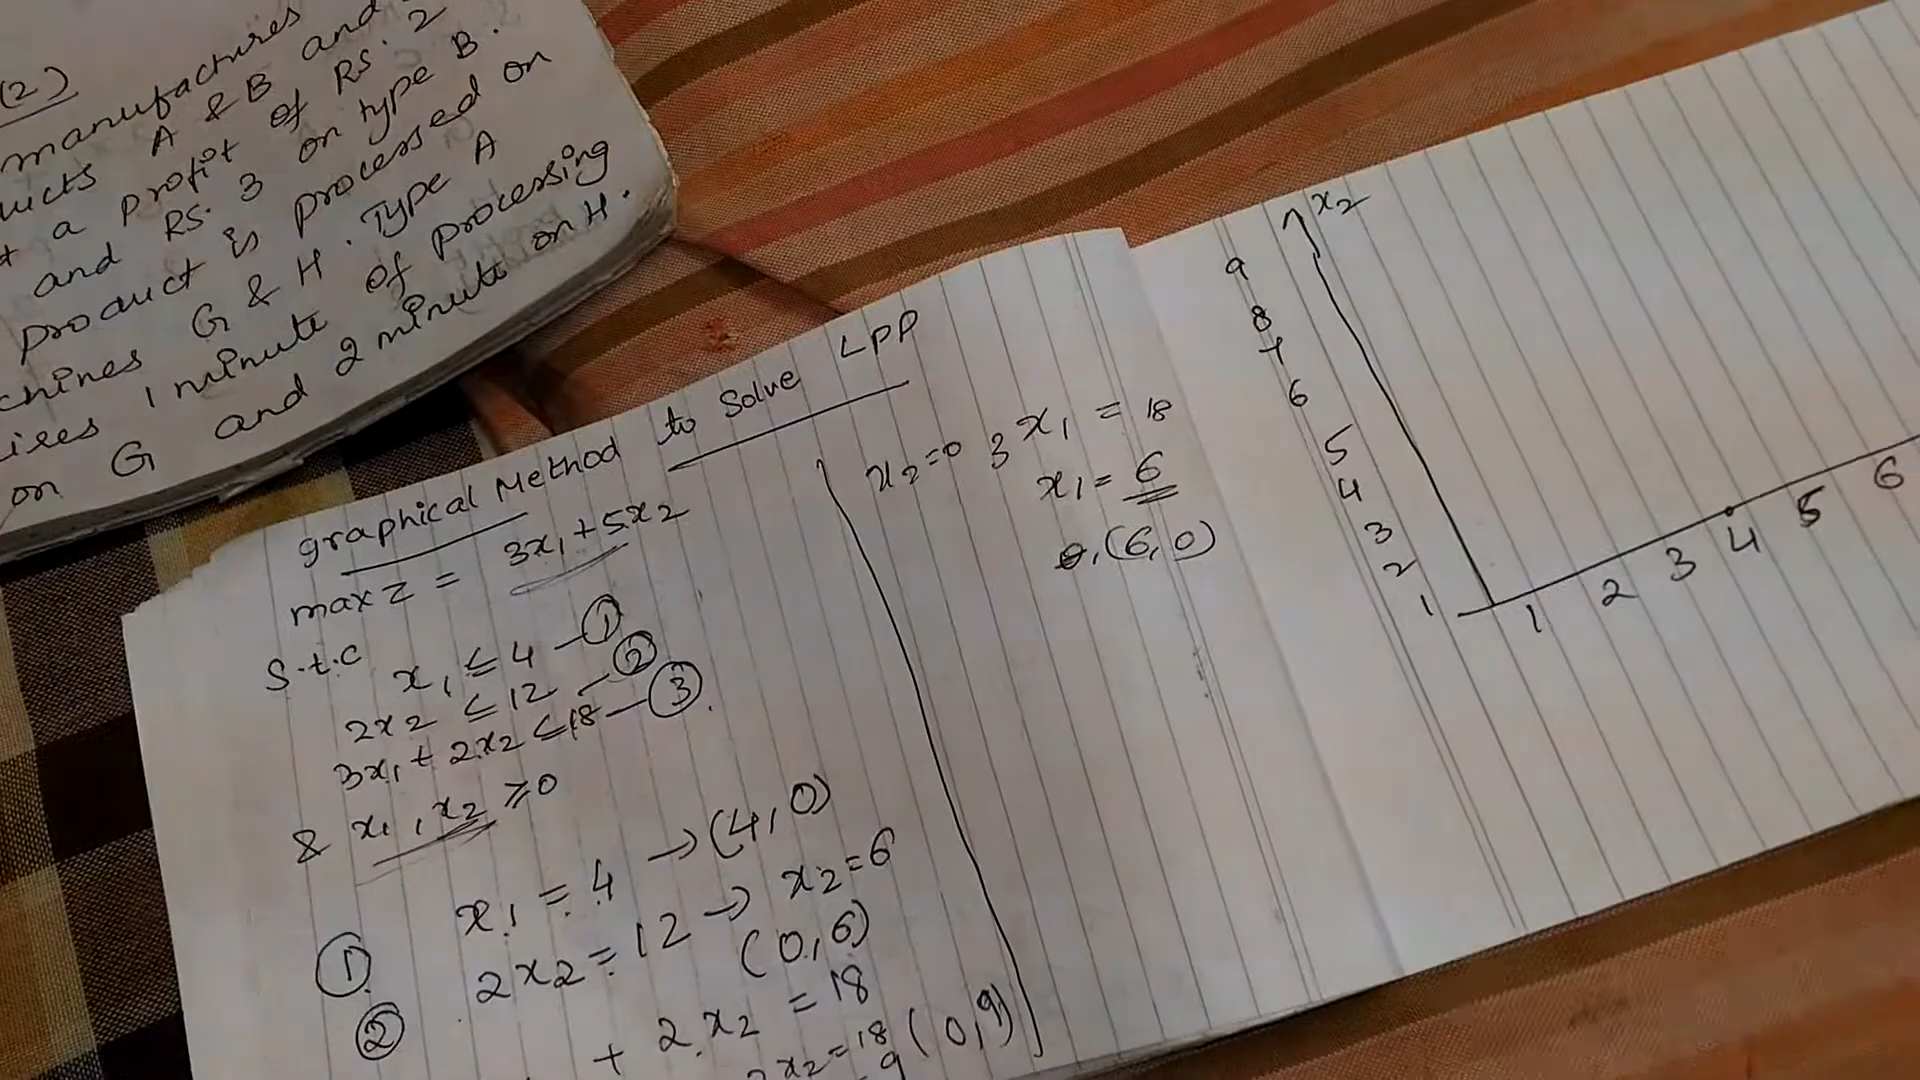 (2)
manufactures
A & B and
a profit of RS. 2
and RS. 3 on type B.
product is processed on
G & H. Type A
1 minute of processing
on G and 2 minute on H.
graphical Method to Solve LPP
max Z = 3x1 + 5x2
S.t.c
x1 ≤ 4 — ①
2x2 ≤ 12 — ②
3x1 + 2x2 ≤ 18 — ③.
& x1, x2 ≥ 0
① x1 = 4 → (4, 0)
② 2x2 = 12 → x2 = 6
(0, 6)
+ 2x2 = 18
x2 = 18 (0, 9)
9
x2 = 0 3x1 = 18
x1 = 6
(6, 0)
x2
9
8
7
6
5
4
3
2
1
1 2 3 4 5 6